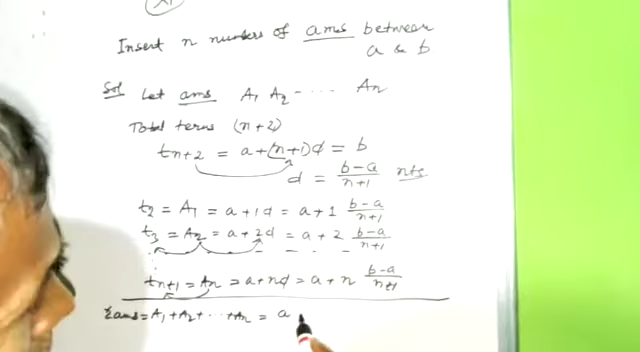 Insert n numbers of ams between
a & b
Sol Let ams A₁ A₂ - - - - An
Total terms (n+2)
tn+2 = a+(n+1)d = b
d = (b-a)/(n+1) nts
t₂ = A₁ = a+1d = a+1 (b-a)/(n+1)
t₃ = A₂ = a+2d = a+2 (b-a)/(n+1)
tn+1 = An = a+nd = a+n (b-a)/(n+1)
Σams = A₁+A₂+ - - +An = a